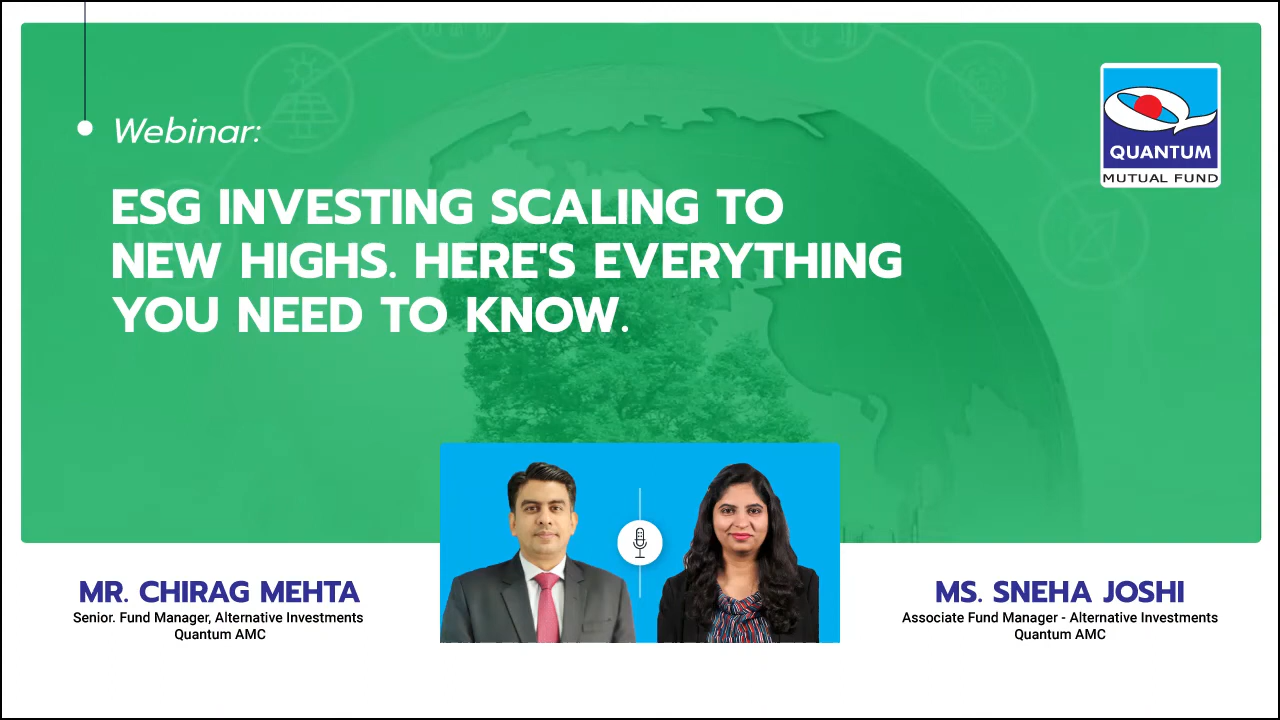 Webinar:
ESG INVESTING SCALING TO
NEW HIGHS. HERE'S EVERYTHING
YOU NEED TO KNOW.
QUANTUM
MUTUAL FUND
MR. CHIRAG MEHTA
Senior. Fund Manager, Alternative Investments
Quantum AMC
MS. SNEHA JOSHI
Associate Fund Manager - Alternative Investments
Quantum AMC